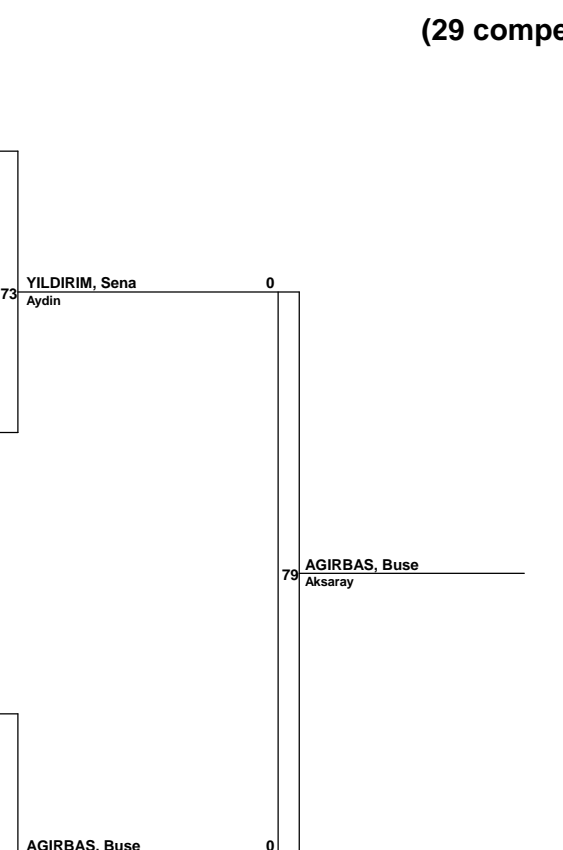 (29 compe
YILDIRIM, Sena 0
73
Aydin
AGIRBAS, Buse
79
Aksaray
AGIRBAS, Buse 0